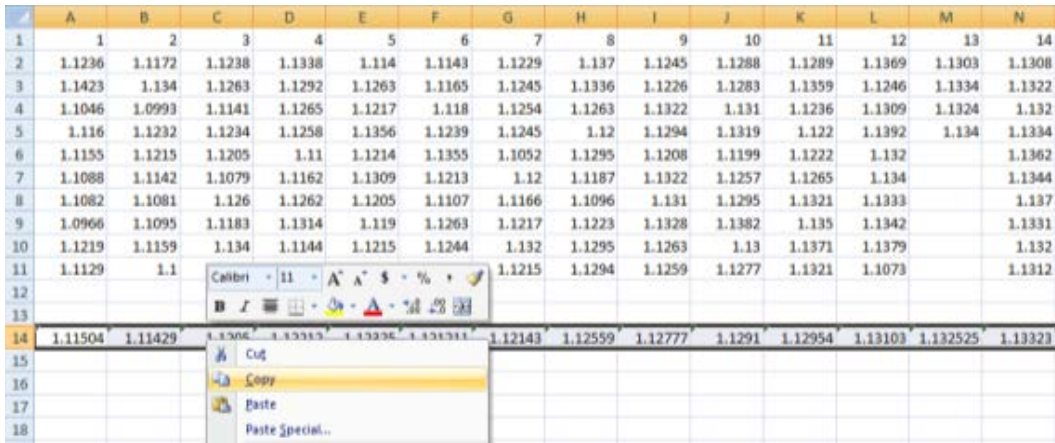 A B C D E F G H I J K L M N
1 1 2 3 4 5 6 7 8 9 10 11 12 13 14
2 1.1236 1.1172 1.1238 1.1338 1.114 1.1143 1.1229 1.137 1.1245 1.1288 1.1289 1.1369 1.1303 1.1308
3 1.1423 1.134 1.1263 1.1292 1.1263 1.1165 1.1245 1.1336 1.1226 1.1283 1.1359 1.1246 1.1334 1.1322
4 1.1046 1.0993 1.1141 1.1265 1.1217 1.118 1.1254 1.1263 1.1322 1.131 1.1236 1.1309 1.1324 1.132
5 1.116 1.1232 1.1234 1.1258 1.1356 1.1239 1.1245 1.12 1.1294 1.1319 1.122 1.1392 1.134 1.1334
6 1.1155 1.1215 1.1205 1.11 1.1214 1.1355 1.1052 1.1295 1.1208 1.1199 1.1222 1.132 1.1362
7 1.1088 1.1142 1.1079 1.1162 1.1309 1.1213 1.12 1.1187 1.1322 1.1257 1.1265 1.134 1.1344
8 1.1082 1.1081 1.126 1.1262 1.1205 1.1107 1.1166 1.1096 1.131 1.1295 1.1321 1.1333 1.137
9 1.0966 1.1095 1.1183 1.1314 1.119 1.1263 1.1217 1.1223 1.1328 1.1382 1.135 1.1342 1.1331
10 1.1219 1.1159 1.134 1.1144 1.1215 1.1244 1.132 1.1295 1.1263 1.13 1.1371 1.1379 1.132
11 1.1129 1.1 Calibri 11 A A $ % , 1.1215 1.1294 1.1259 1.1277 1.1321 1.1073 1.1312
12 B I A
13
14 1.11504 1.11429 1.1205 1.12143 1.12559 1.12777 1.1291 1.12954 1.13103 1.132525 1.13323
15 Cut
16 Copy
17 Paste
18 Paste Special...